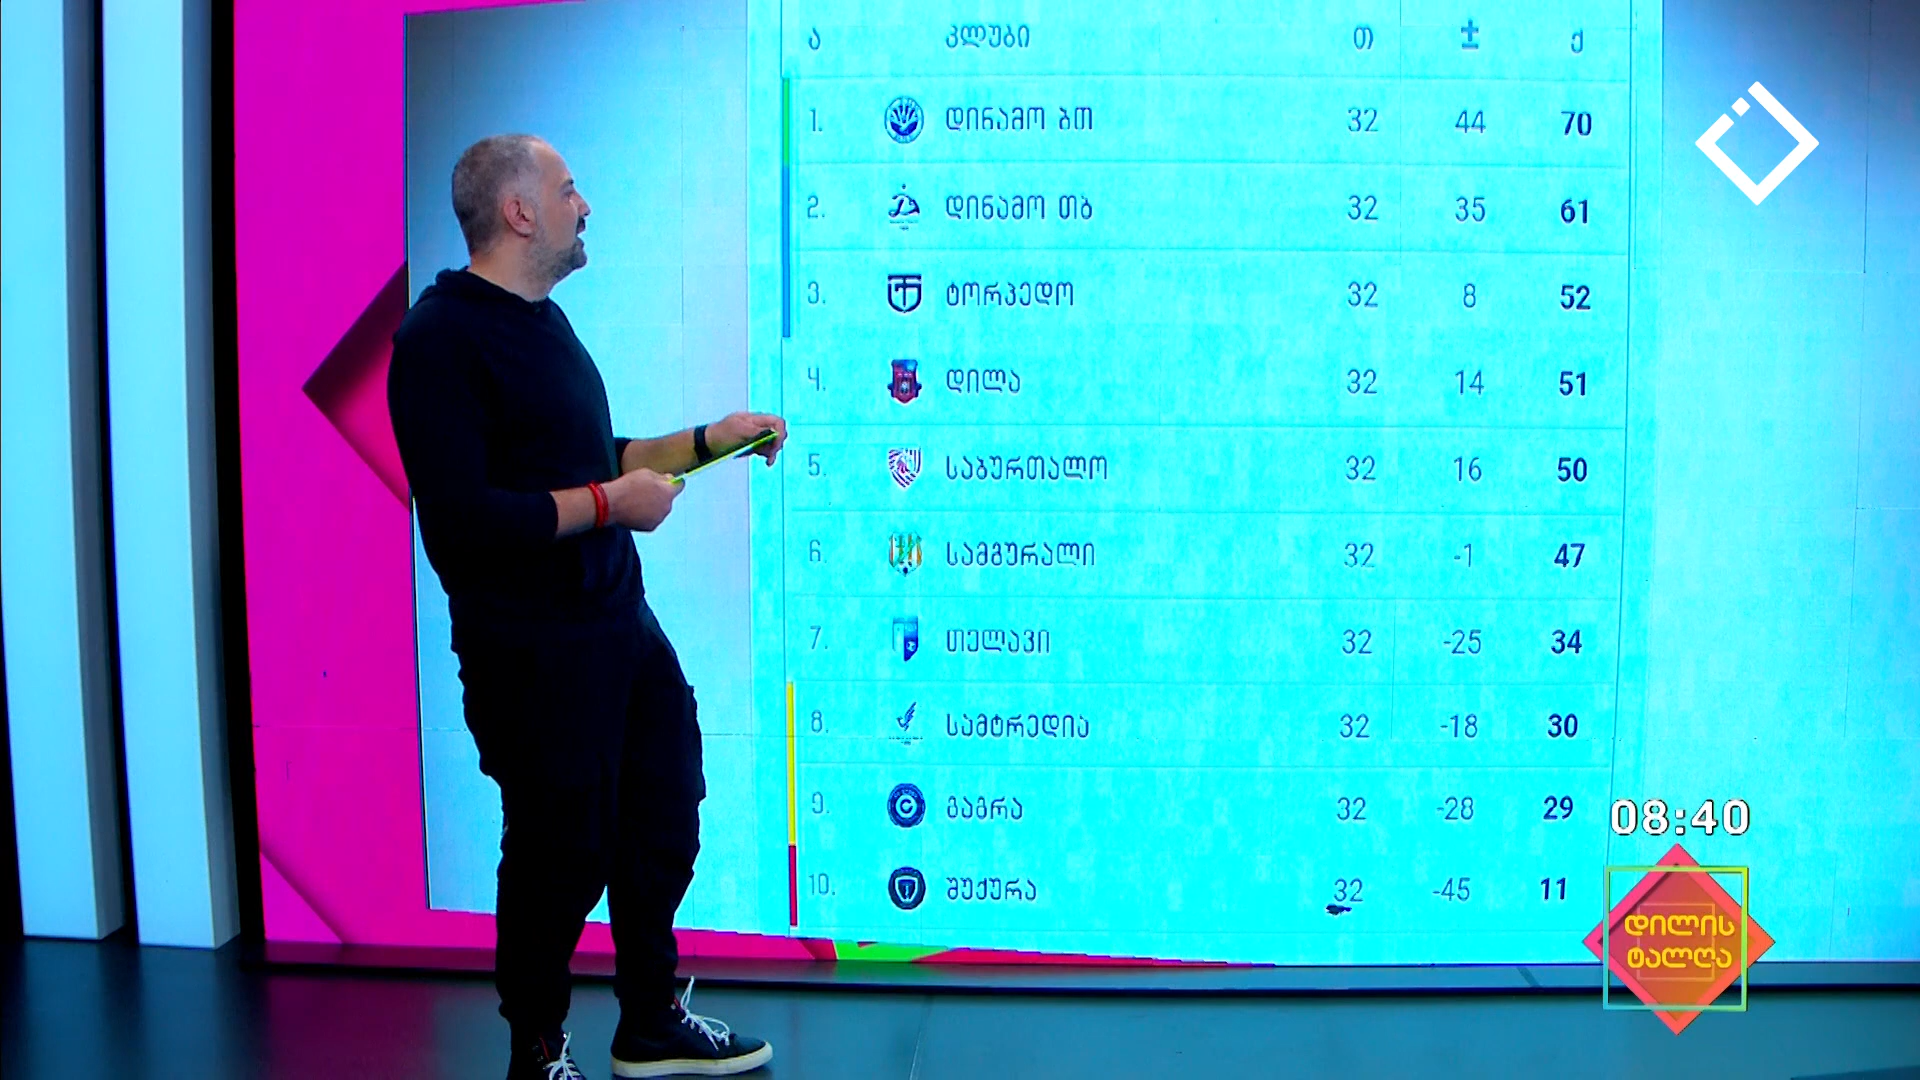 ა კლუბი თ ± ქ
1. დინამო ბთ 32 44 70
2. დინამო თბ 32 35 61
3. ტორპედო 32 8 52
4. დილა 32 14 51
5. საბურთალო 32 16 50
6. სამგურალი 32 -1 47
7. თელავი 32 -25 34
8. სამტრედია 32 -18 30
9. გაგრა 32 -28 29
10. შუქურა 32 -45 11
08:40
დილის
ტალღა